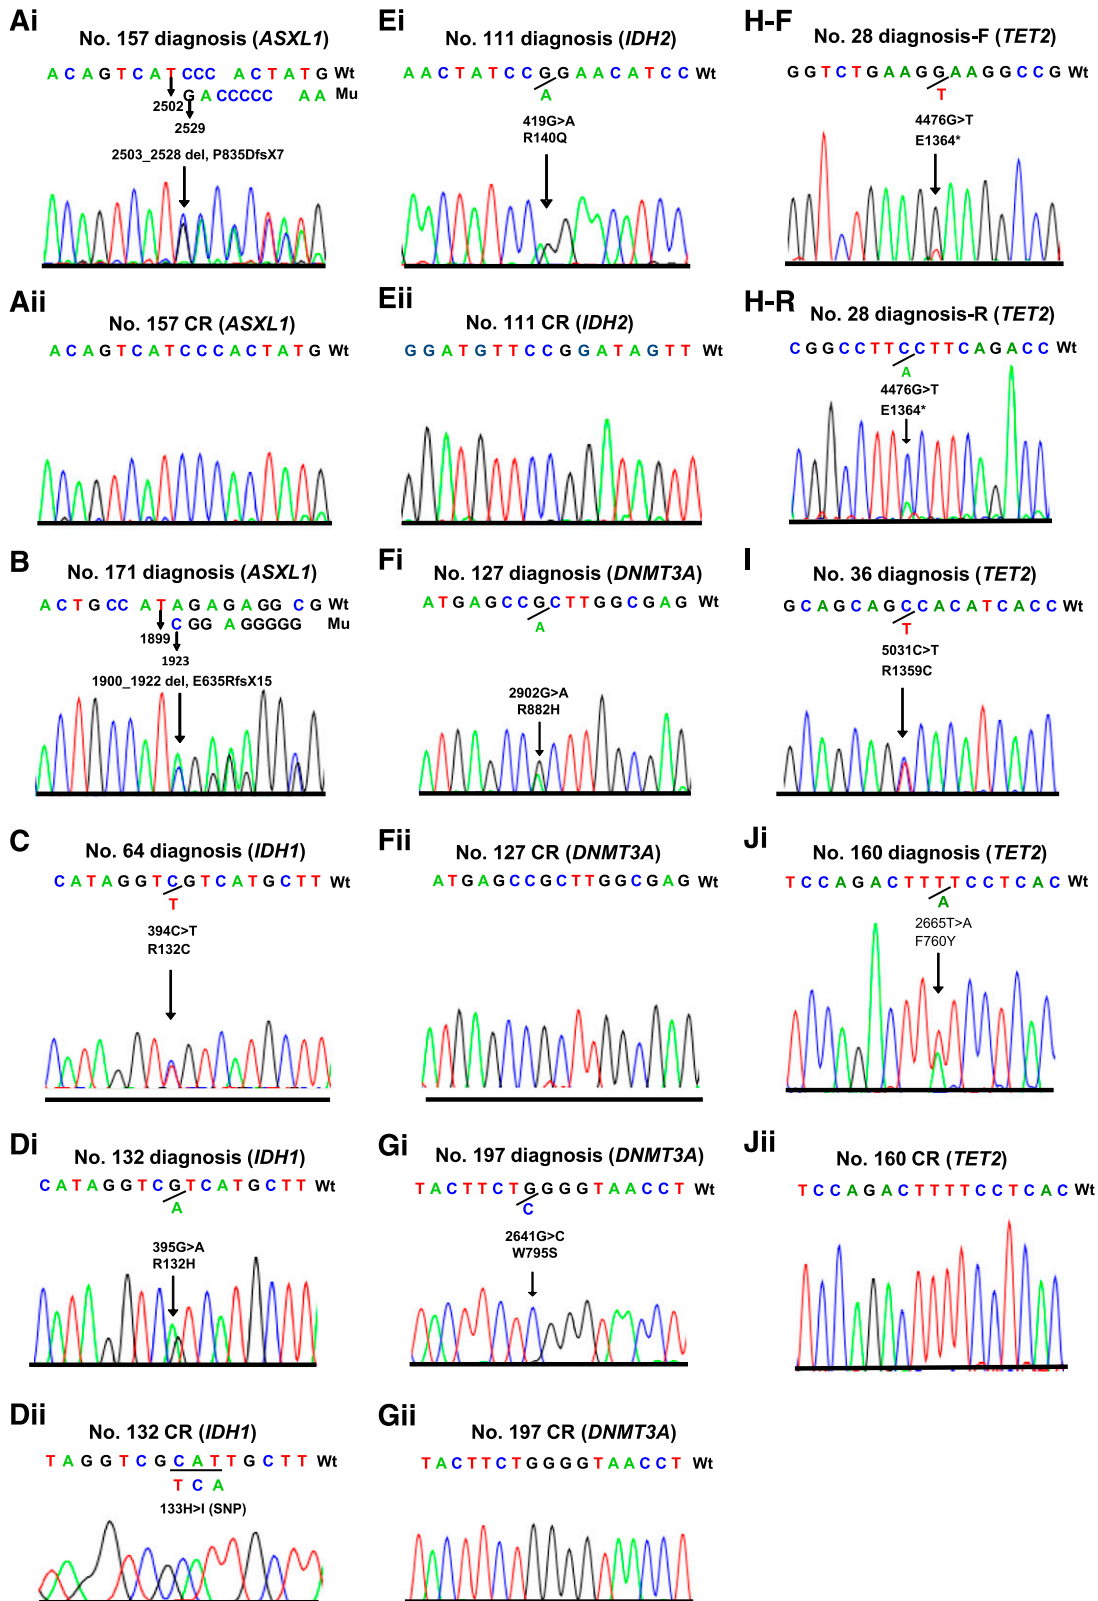 Ai
No. 157 diagnosis (ASXL1)
A C A G T C A T C C C A C T A T G Wt
G A C C C C C A A Mu
2502
2529
2503_2528 del, P835DfsX7
Aii
No. 157 CR (ASXL1)
A C A G T C A T C C C A C T A T G Wt
B
No. 171 diagnosis (ASXL1)
A C T G C C A T A G A G A G G C G Wt
C G G A G G G G G Mu
1899
1923
1900_1922 del, E635RfsX15
C
No. 64 diagnosis (IDH1)
C A T A G G T C G T C A T G C T T Wt
T
394C>T
R132C
Di
No. 132 diagnosis (IDH1)
C A T A G G T C G T C A T G C T T Wt
A
395G>A
R132H
Dii
No. 132 CR (IDH1)
T A G G T C G C A T T G C T T Wt
T C A
133H>I (SNP)
Ei
No. 111 diagnosis (IDH2)
A A C T A T C C G G A A C A T C C Wt
A
419G>A
R140Q
Eii
No. 111 CR (IDH2)
G G A T G T T C C G G A T A G T T Wt
Fi
No. 127 diagnosis (DNMT3A)
A T G A G C C G C T T G G C G A G Wt
A
2902G>A
R882H
Fii
No. 127 CR (DNMT3A)
A T G A G C C G C T T G G C G A G Wt
Gi
No. 197 diagnosis (DNMT3A)
T A C T T C T G G G G T A A C C T Wt
C
2641G>C
W795S
Gii
No. 197 CR (DNMT3A)
T A C T T C T G G G G T A A C C T Wt
H-F
No. 28 diagnosis-F (TET2)
G G T C T G A A G G A A G G C C G Wt
T
4476G>T
E1364*
H-R
No. 28 diagnosis-R (TET2)
C G G C C T T C C T T C A G A C C Wt
A
4476G>T
E1364*
I
No. 36 diagnosis (TET2)
G C A G C A G C C A C A T C A C C Wt
T
5031C>T
R1359C
Ji
No. 160 diagnosis (TET2)
T C C A G A C T T T T C C T C A C Wt
A
2665T>A
F760Y
Jii
No. 160 CR (TET2)
T C C A G A C T T T T C C T C A C Wt